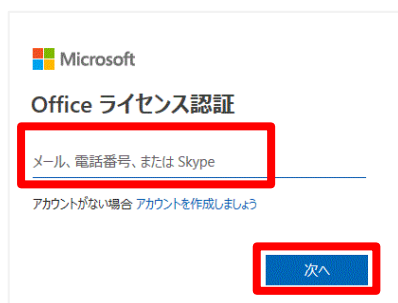 Microsoft
Office ライセンス認証
メール、電話番号、または Skype
アカウントがない場合 アカウントを作成しましょう
次へ